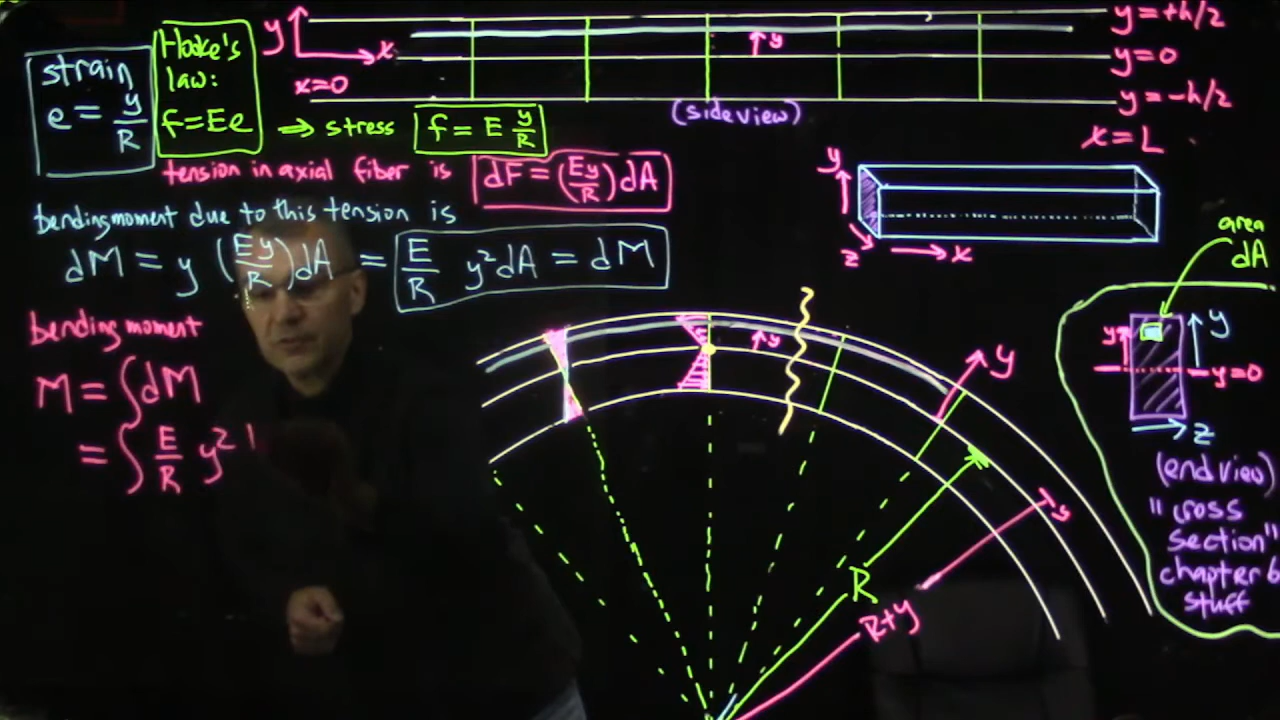 strain
e = y/R
Hooke's
law:
f=Ee
⇒ stress
f = E y/R
tension in axial fiber is
dF = (Ey/R) dA
bending moment due to this tension is
dM = y (Ey/R) dA = E/R y²dA = dM
bending moment
M = ∫dM
= ∫ E/R y²
y
x
x=0
y
y=+h/2
y=0
y=-h/2
x=L
(side view)
y
z
x
y
y
R
R+y
y
area
dA
y
y
y=0
z
(end view)
"cross
section"
chapter 6
stuff